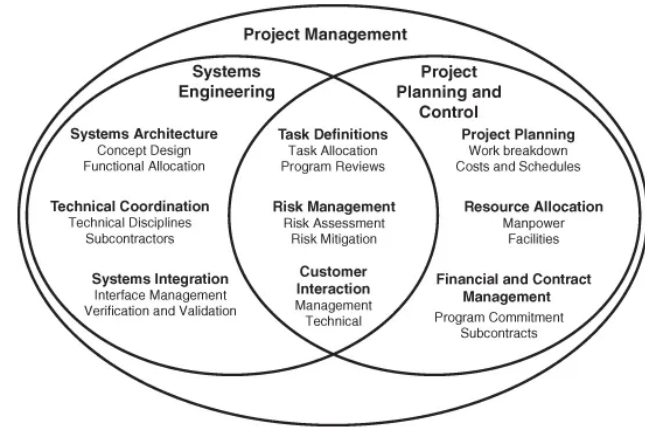 Project Management
Systems
Engineering
Project
Planning and
Control
Systems Architecture
Concept Design
Functional Allocation
Technical Coordination
Technical Disciplines
Subcontractors
Systems Integration
Interface Management
Verification and Validation
Task Definitions
Task Allocation
Program Reviews
Risk Management
Risk Assessment
Risk Mitigation
Customer
Interaction
Management
Technical
Project Planning
Work breakdown
Costs and Schedules
Resource Allocation
Manpower
Facilities
Financial and Contract
Management
Program Commitment
Subcontracts